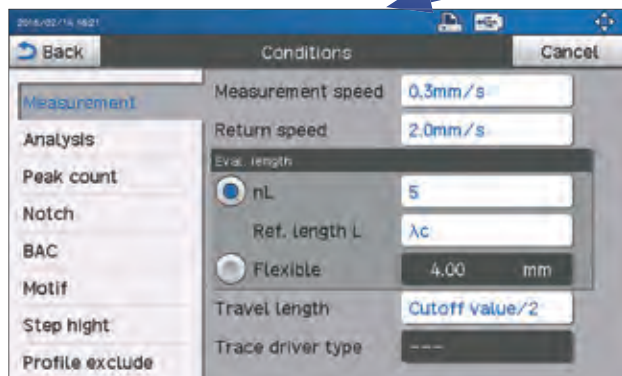 2016/02/14 16:21
Back
Conditions
Cancel
Measurement
Analysis
Peak count
Notch
BAC
Motif
Step hight
Profile exclude
Measurement speed 0.3mm/s
Return speed 2.0mm/s
Eval. length
nL 5
Ref. length L λc
Flexible 4.00 mm
Travel length Cutoff value/2
Trace driver type ---